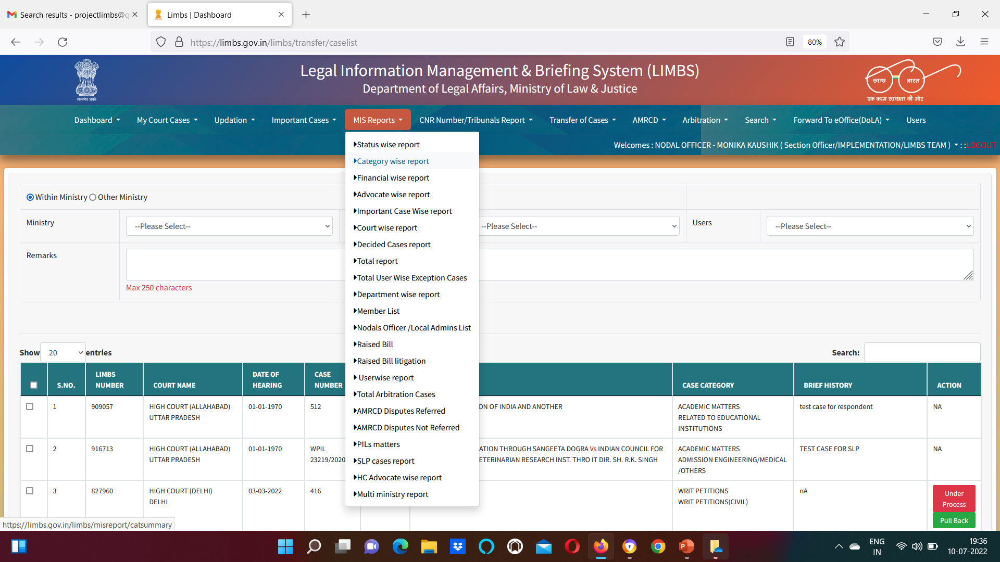 Search results - projectlimbs@g
Limbs | Dashboard
https://limbs.gov.in/limbs/transfer/caselist
80%
Legal Information Management & Briefing System (LIMBS)
Department of Legal Affairs, Ministry of Law & Justice
सत्यमेव जयते
स्वच्छ भारत
एक कदम स्वच्छता की ओर
Dashboard
My Court Cases
Updation
Important Cases
MIS Reports
CNR Number/Tribunals Report
Transfer of Cases
AMRCD
Arbitration
Search
Forward To eOffice(DoLA)
Users
Welcomes : NODAL OFFICER - MONIKA KAUSHIK ( Section Officer/IMPLEMENTATION/LIMBS TEAM ) : : LOGOUT
Status wise report
Category wise report
Financial wise report
Advocate wise report
Important Case Wise report
Court wise report
Decided Cases report
Total report
Total User Wise Exception Cases
Department wise report
Member List
Nodals Officer /Local Admins List
Raised Bill
Raised Bill litigation
Userwise report
Total Arbitration Cases
AMRCD Disputes Referred
AMRCD Disputes Not Referred
PILs matters
SLP cases report
HC Advocate wise report
Multi ministry report
Within Ministry Other Ministry
Ministry --Please Select-- --Please Select-- Users --Please Select--
Remarks
Max 250 characters
Show 20 entries Search:
S.NO. LIMBS NUMBER COURT NAME DATE OF HEARING CASE NUMBER CASE CATEGORY BRIEF HISTORY ACTION
1 909057 HIGH COURT (ALLAHABAD) 01-01-1970 512 ON OF INDIA AND ANOTHER ACADEMIC MATTERS test case for respondent NA
UTTAR PRADESH RELATED TO EDUCATIONAL
INSTITUTIONS
2 916713 HIGH COURT (ALLAHABAD) 01-01-1970 WPIL ATION THROUGH SANGEETA DOGRA Vs INDIAN COUNCIL FOR ACADEMIC MATTERS TEST CASE FOR SLP NA
UTTAR PRADESH 23219/2020 ETERINARIAN RESEARCH INST. THRO IT DIR. SH. R.K. SINGH ADMISSION ENGINEERING/MEDICAL
/OTHERS
3 827960 HIGH COURT (DELHI) 03-03-2022 416 WRIT PETITIONS nA Under
DELHI WRIT PETITIONS(CIVIL) Process
Pull Back
https://limbs.gov.in/limbs/misreport/catsummary
ENG
IN
19:36
10-07-2022